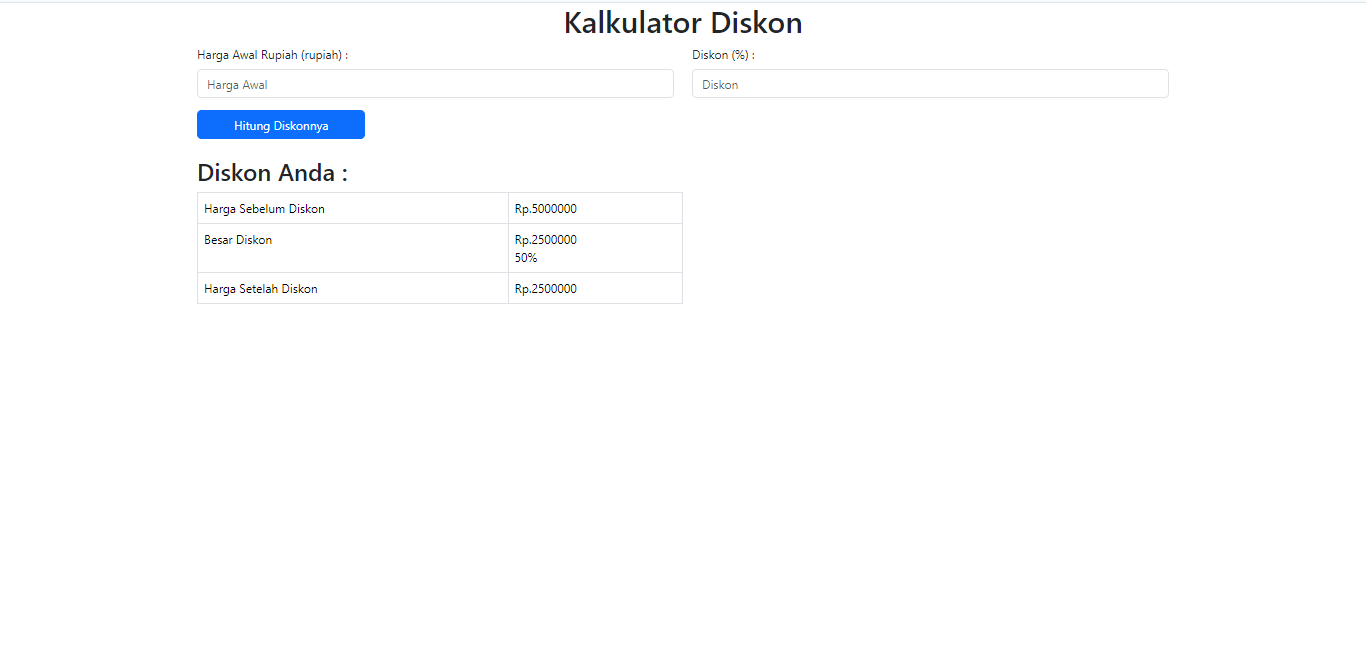 Kalkulator Diskon
Harga Awal Rupiah (rupiah) :
Diskon (%) :
Harga Awal
Diskon
Hitung Diskonnya
Diskon Anda :
Harga Sebelum Diskon
Rp.5000000
Besar Diskon
Rp.2500000
50%
Harga Setelah Diskon
Rp.2500000